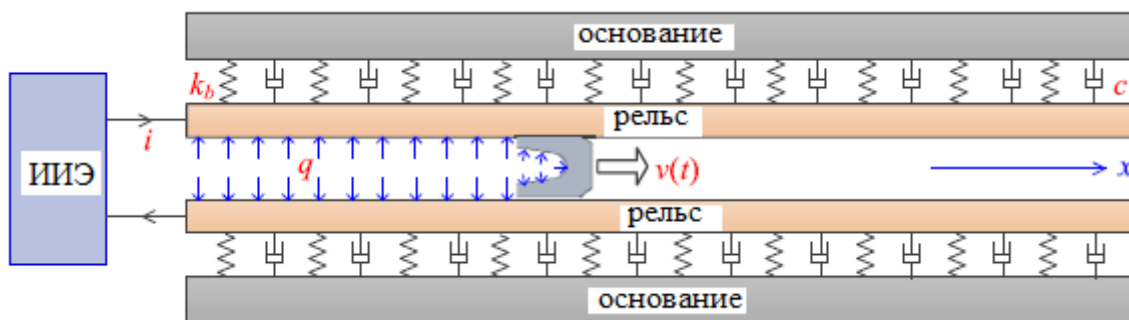 основание
k_b
c
рельс
i
ИИЭ
q
v(t)
x
рельс
основание